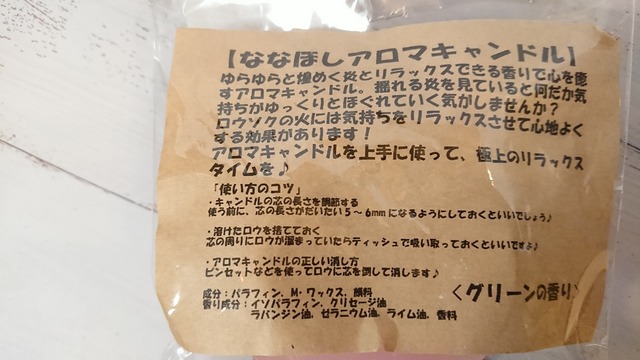 【ななほしアロマキャンドル】
ゆらゆらと煌めく炎とリラックスできる香りで心を癒
すアロマキャンドル。揺れる炎を見ていると何だか気
持ちがゆっくりとほぐれていく気がしませんか？
ロウソクの火には気持ちをリラックスさせて心地よく
する効果があります！
アロマキャンドルを上手に使って、極上のリラックス
タイムを♪
「使い方のコツ」
・キャンドルの芯の長さを調節する
使う前に、芯の長さがだいたい５～６mmになるようにしておくといいでしょう♪
・溶けたロウを捨てておく
芯の周りにロウが溜まっていたらティッシュで吸い取っておくといいですよ♪
・アロマキャンドルの正しい消し方
ピンセットなどを使ってロウに芯を倒して消します♪
成分：パラフィン、M・ワックス、顔料
香り成分：イソパラフィン、クリセージ油
ラバンジン油、ゼラニウム油、ライム油、香料
〈グリーンの香り〉